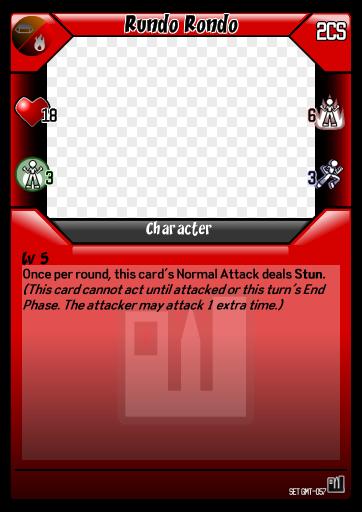 Rundo Rondo
2CS
18
6
3
3
Character
Lv 5
Once per round, this card's Normal Attack deals Stun.
(This card cannot act until attacked or this turn's End
Phase. The attacker may attack 1 extra time.)
SET GMT-057